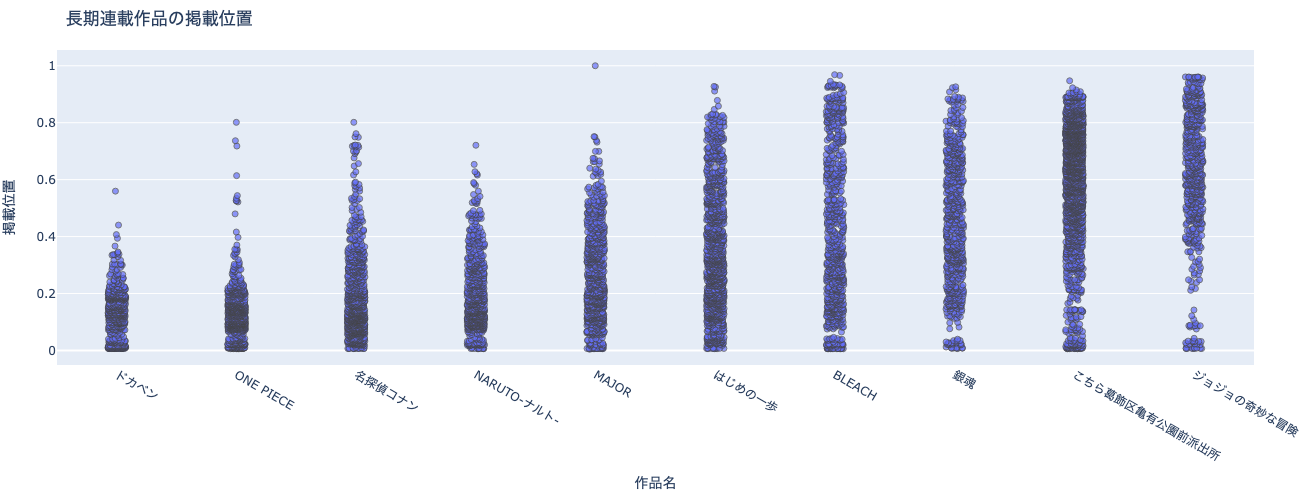 長期連載作品の掲載位置
1
0.8
0.6
0.4
0.2
0
掲載位置
ドカベン
ONE PIECE
名探偵コナン
NARUTO-ナルト-
MAJOR
はじめの一歩
BLEACH
銀魂
こちら葛飾区亀有公園前派出所
ジョジョの奇妙な冒険
作品名